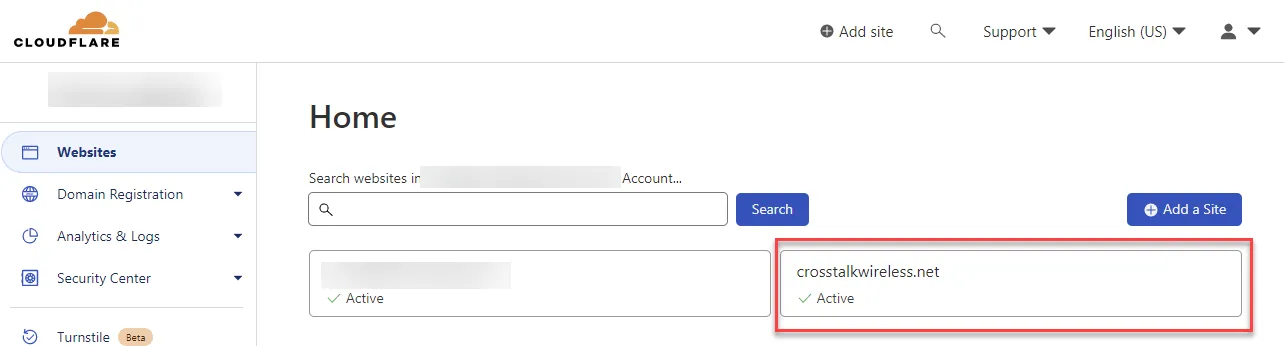 CLOUDFLARE
Add site
Support
English (US)
Home
Websites
Domain Registration
Analytics & Logs
Security Center
Turnstile Beta
Search websites in Account...
Search
Add a Site
Active
crosstalkwireless.net
Active